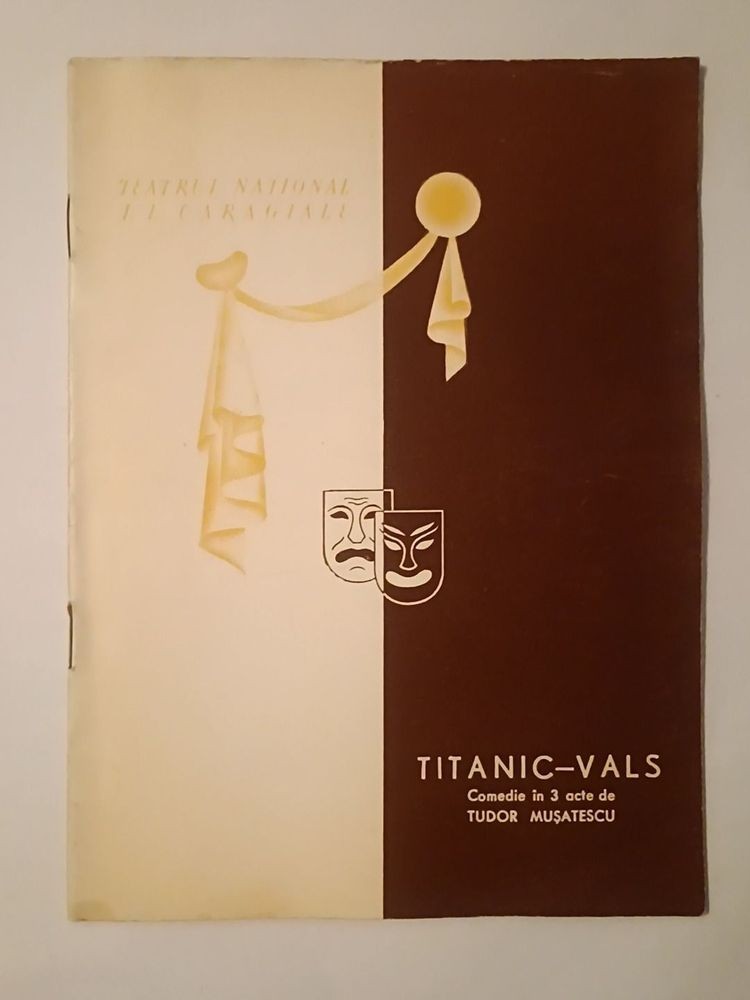 TEATRUL NATIONAL
I L CARAGIALE
TITANIC–VALS
Comedie in 3 acte de
TUDOR MUȘATESCU